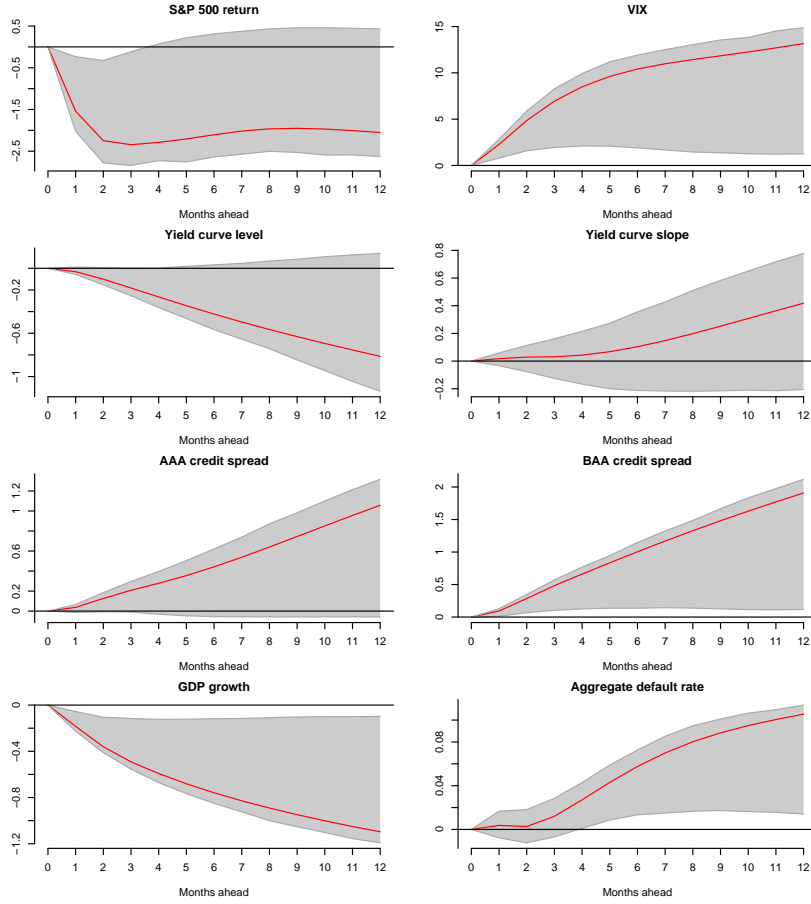 S&P 500 return
0.5
−0.5
−1.5
−2.5
0 1 2 3 4 5 6 7 8 9 10 11 12
Months ahead
VIX
15
10
5
0
0 1 2 3 4 5 6 7 8 9 10 11 12
Months ahead
Yield curve level
−0.2
−0.6
−1
0 1 2 3 4 5 6 7 8 9 10 11 12
Months ahead
Yield curve slope
0.8
0.6
0.4
0.2
0
−0.2
0 1 2 3 4 5 6 7 8 9 10 11 12
Months ahead
AAA credit spread
1.2
1
0.6
0.2
0
0 1 2 3 4 5 6 7 8 9 10 11 12
Months ahead
BAA credit spread
2
1.5
1
0.5
0
0 1 2 3 4 5 6 7 8 9 10 11 12
Months ahead
GDP growth
0
−0.4
−0.8
−1.2
0 1 2 3 4 5 6 7 8 9 10 11 12
Months ahead
Aggregate default rate
0.08
0.04
0
0 1 2 3 4 5 6 7 8 9 10 11 12
Months ahead